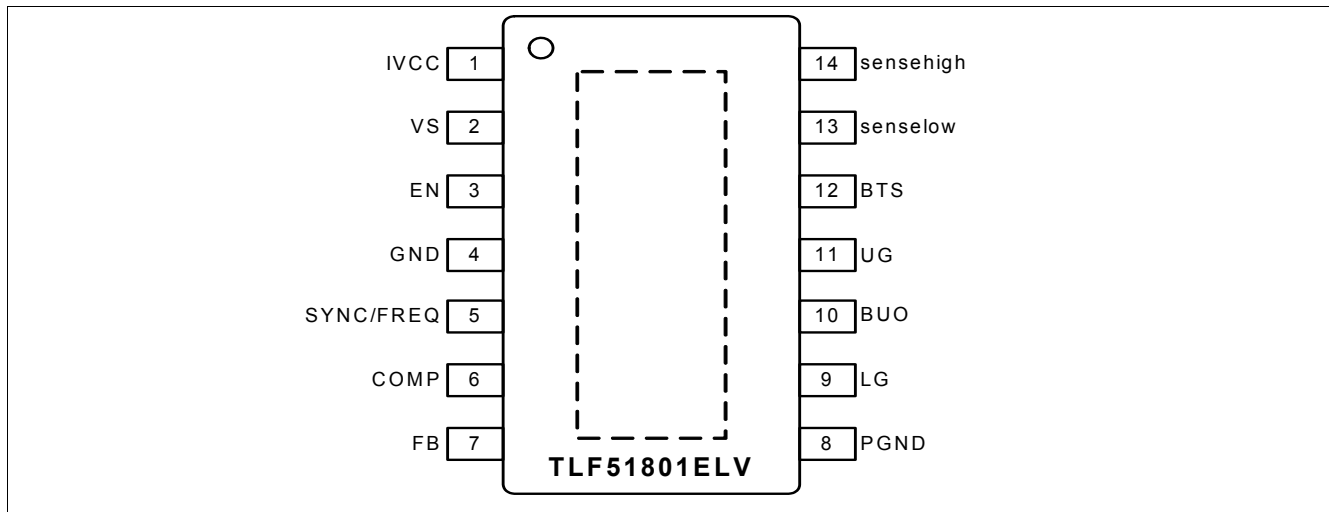 IVCC 1 14 sensehigh
VS 2 13 senselow
EN 3 12 BTS
GND 4 11 UG
SYNC/FREQ 5 10 BUO
COMP 6 9 LG
FB 7 8 PGND
TLF51801ELV